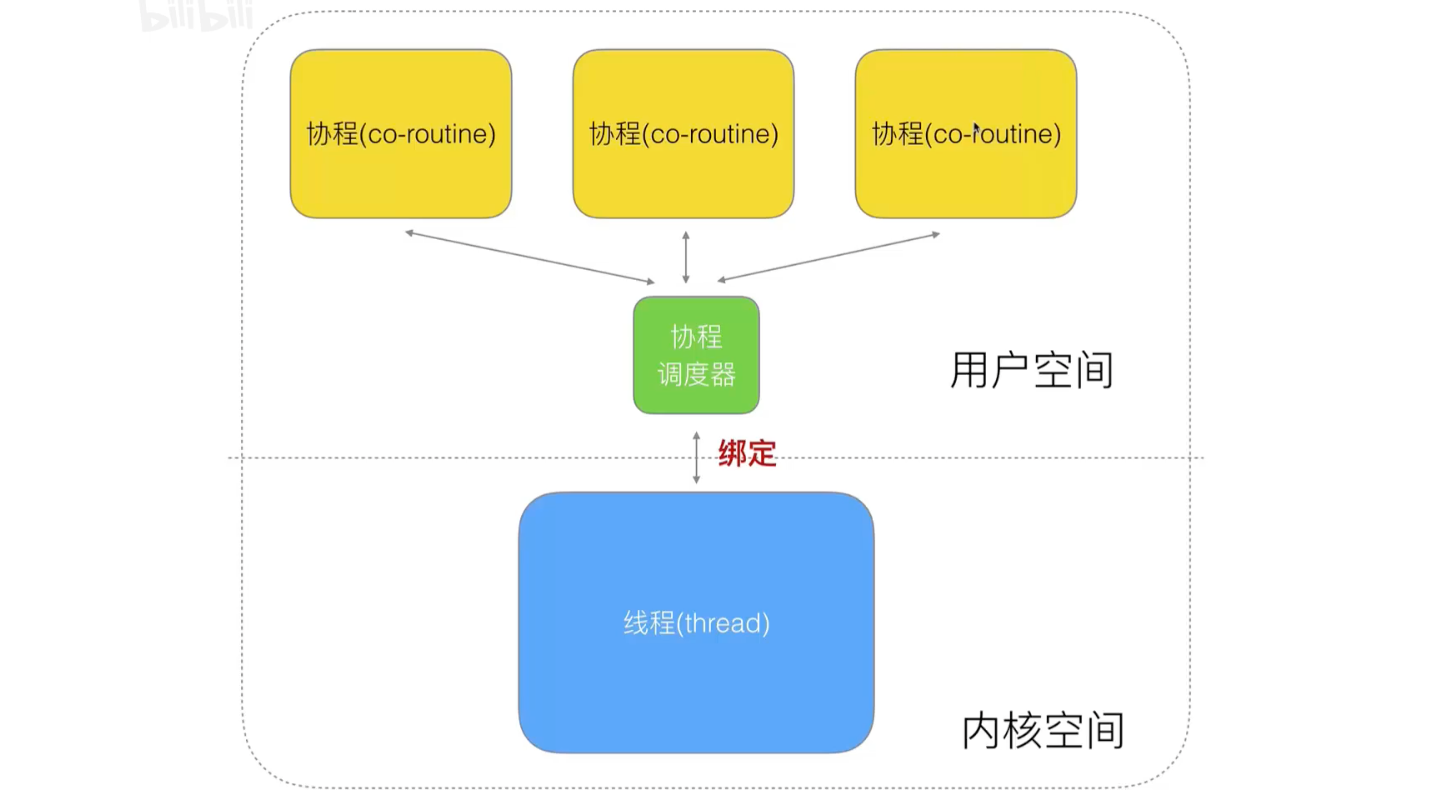 bilibili
协程(co-routine)
协程(co-routine)
协程(co-routine)
协程
调度器
用户空间
绑定
线程(thread)
内核空间